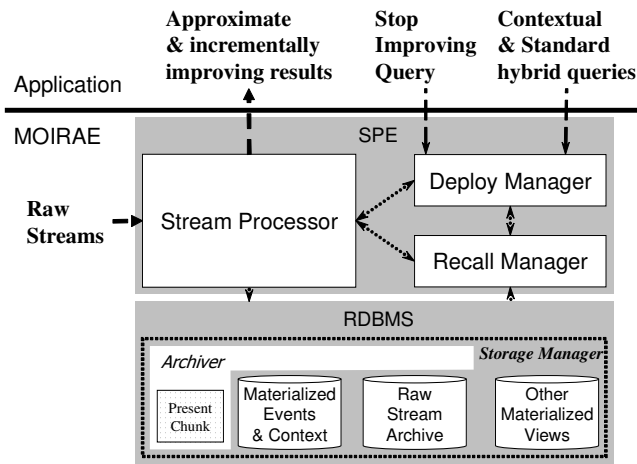 Approximate
& incrementally
improving results
Stop
Improving
Query
Contextual
& Standard
hybrid queries
Application
MOIRAE
SPE
Raw
Streams
Stream Processor
Deploy Manager
Recall Manager
RDBMS
Archiver
Storage Manager
Present
Chunk
Materialized
Events
& Context
Raw
Stream
Archive
Other
Materialized
Views